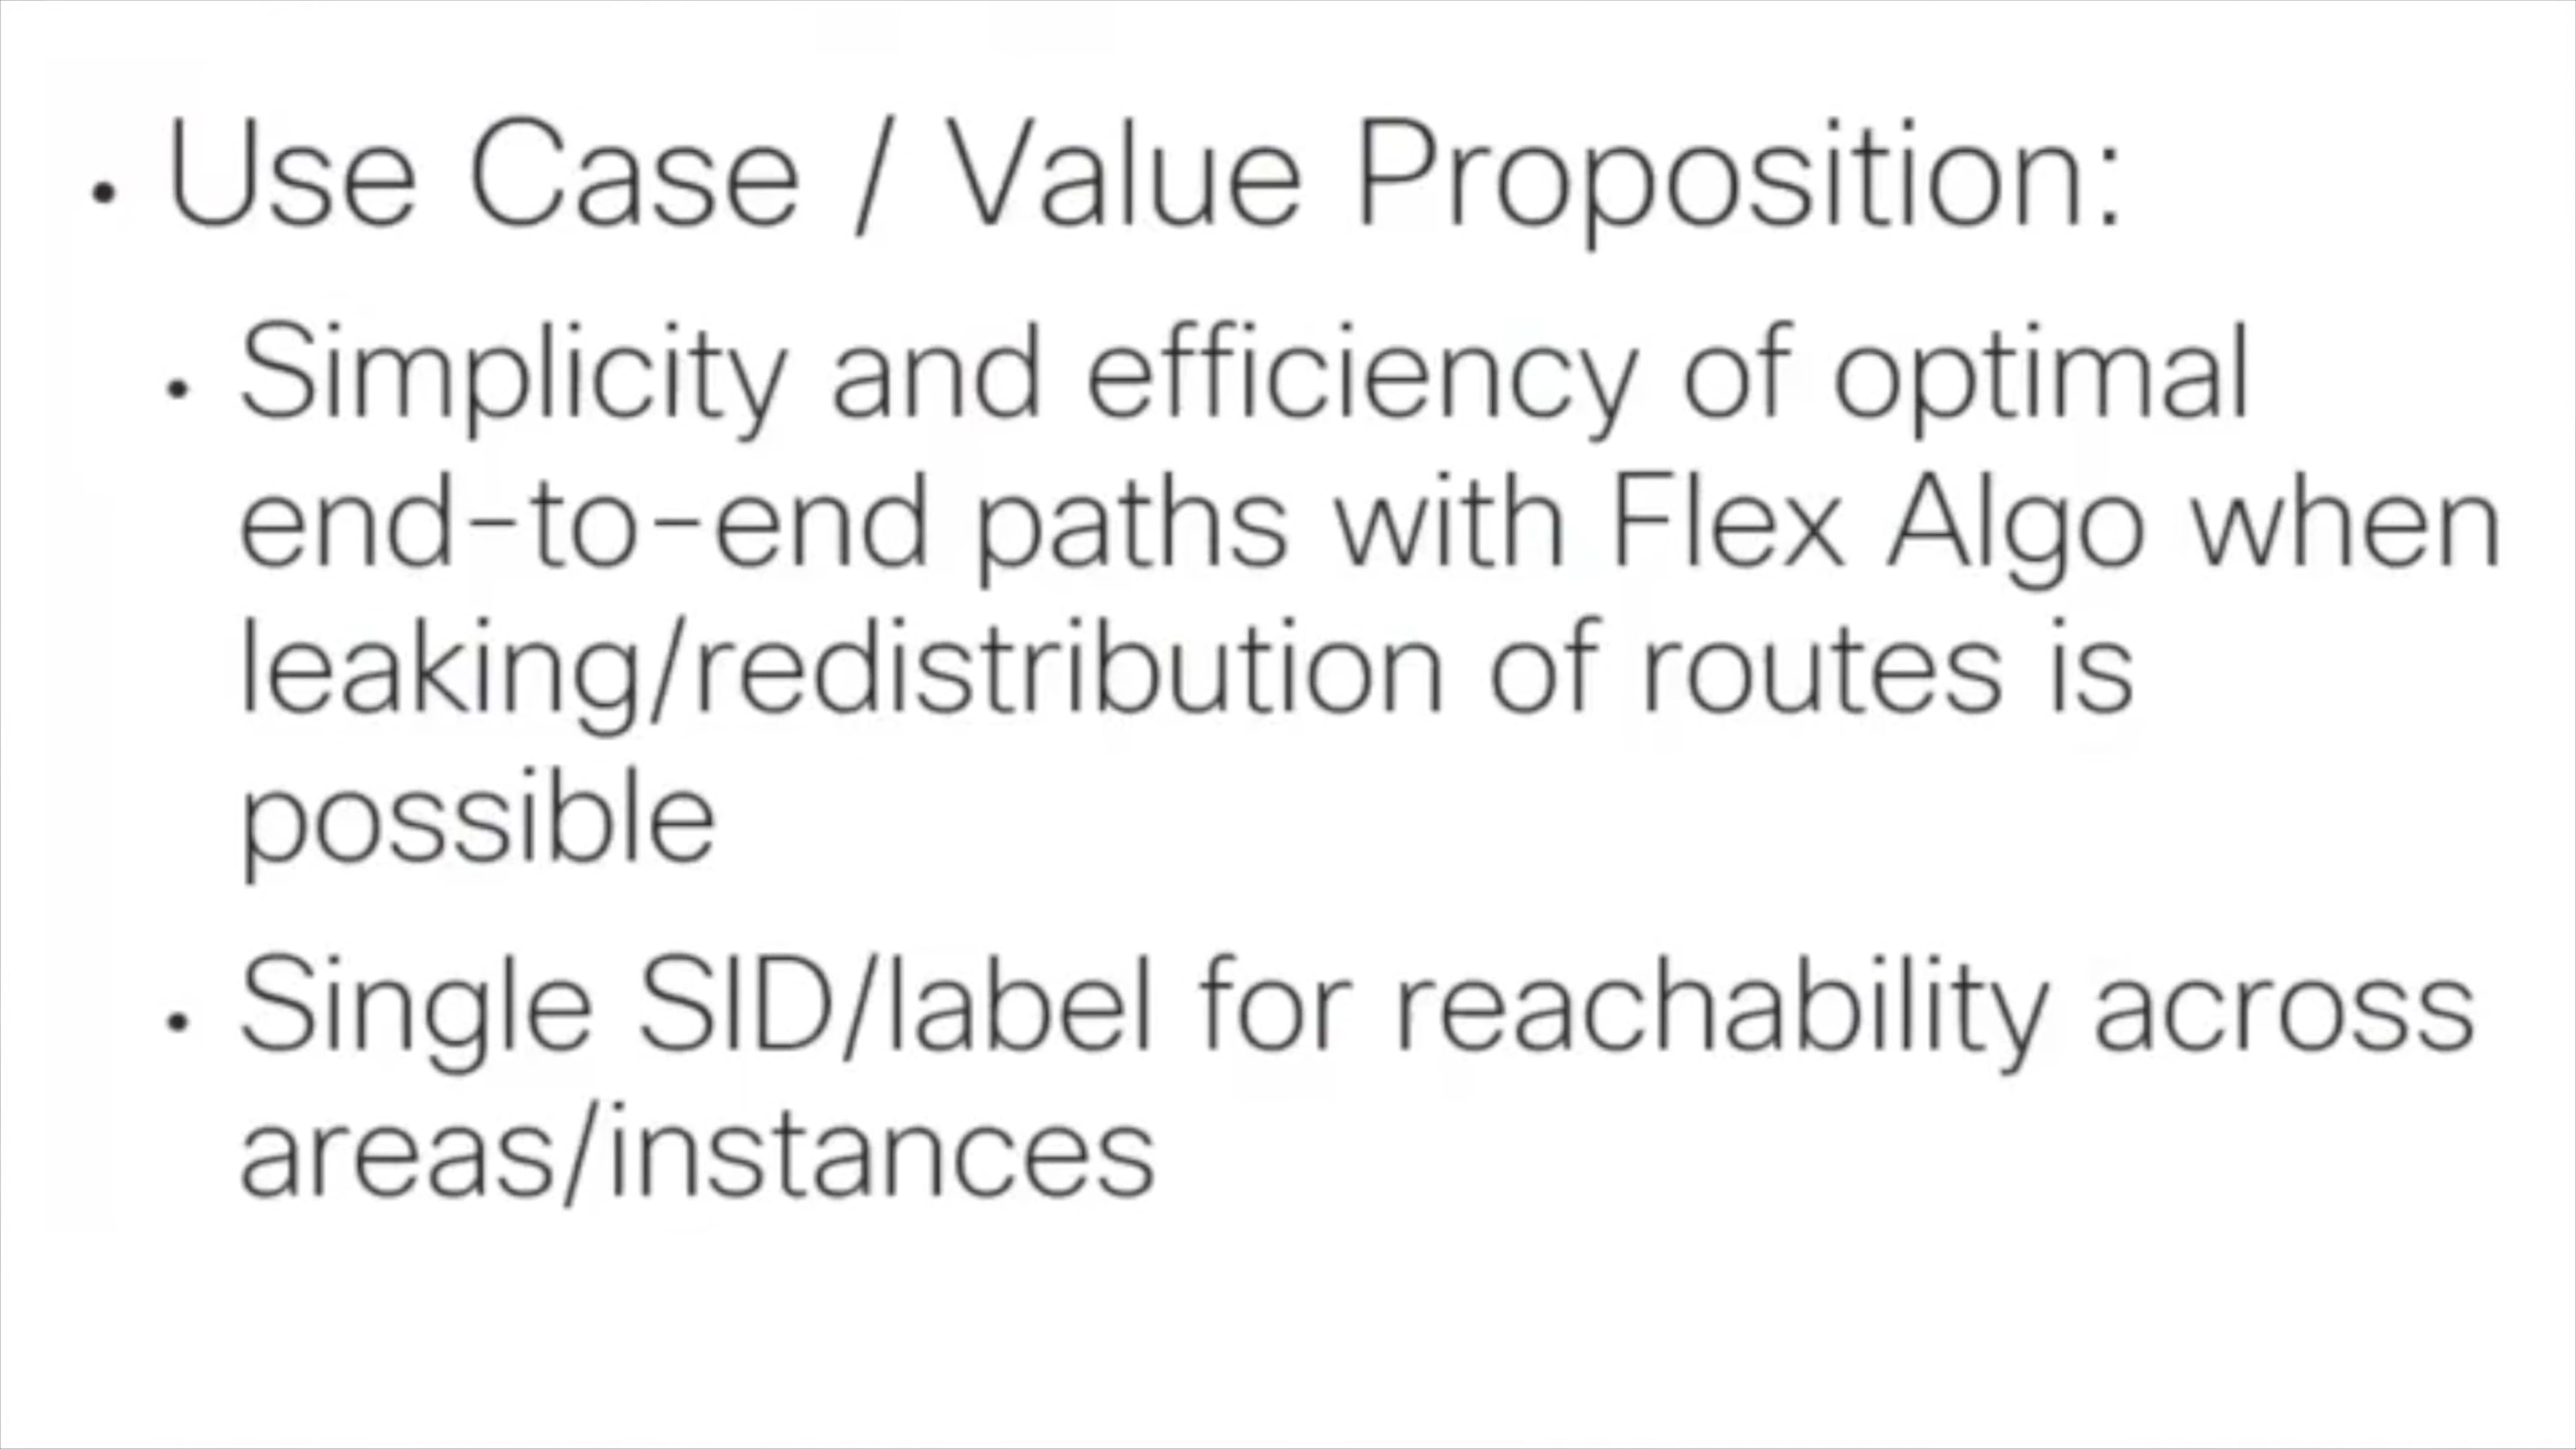 • Use Case / Value Proposition:
• Simplicity and efficiency of optimal
end-to-end paths with Flex Algo when
leaking/redistribution of routes is
possible
• Single SID/label for reachability across
areas/instances